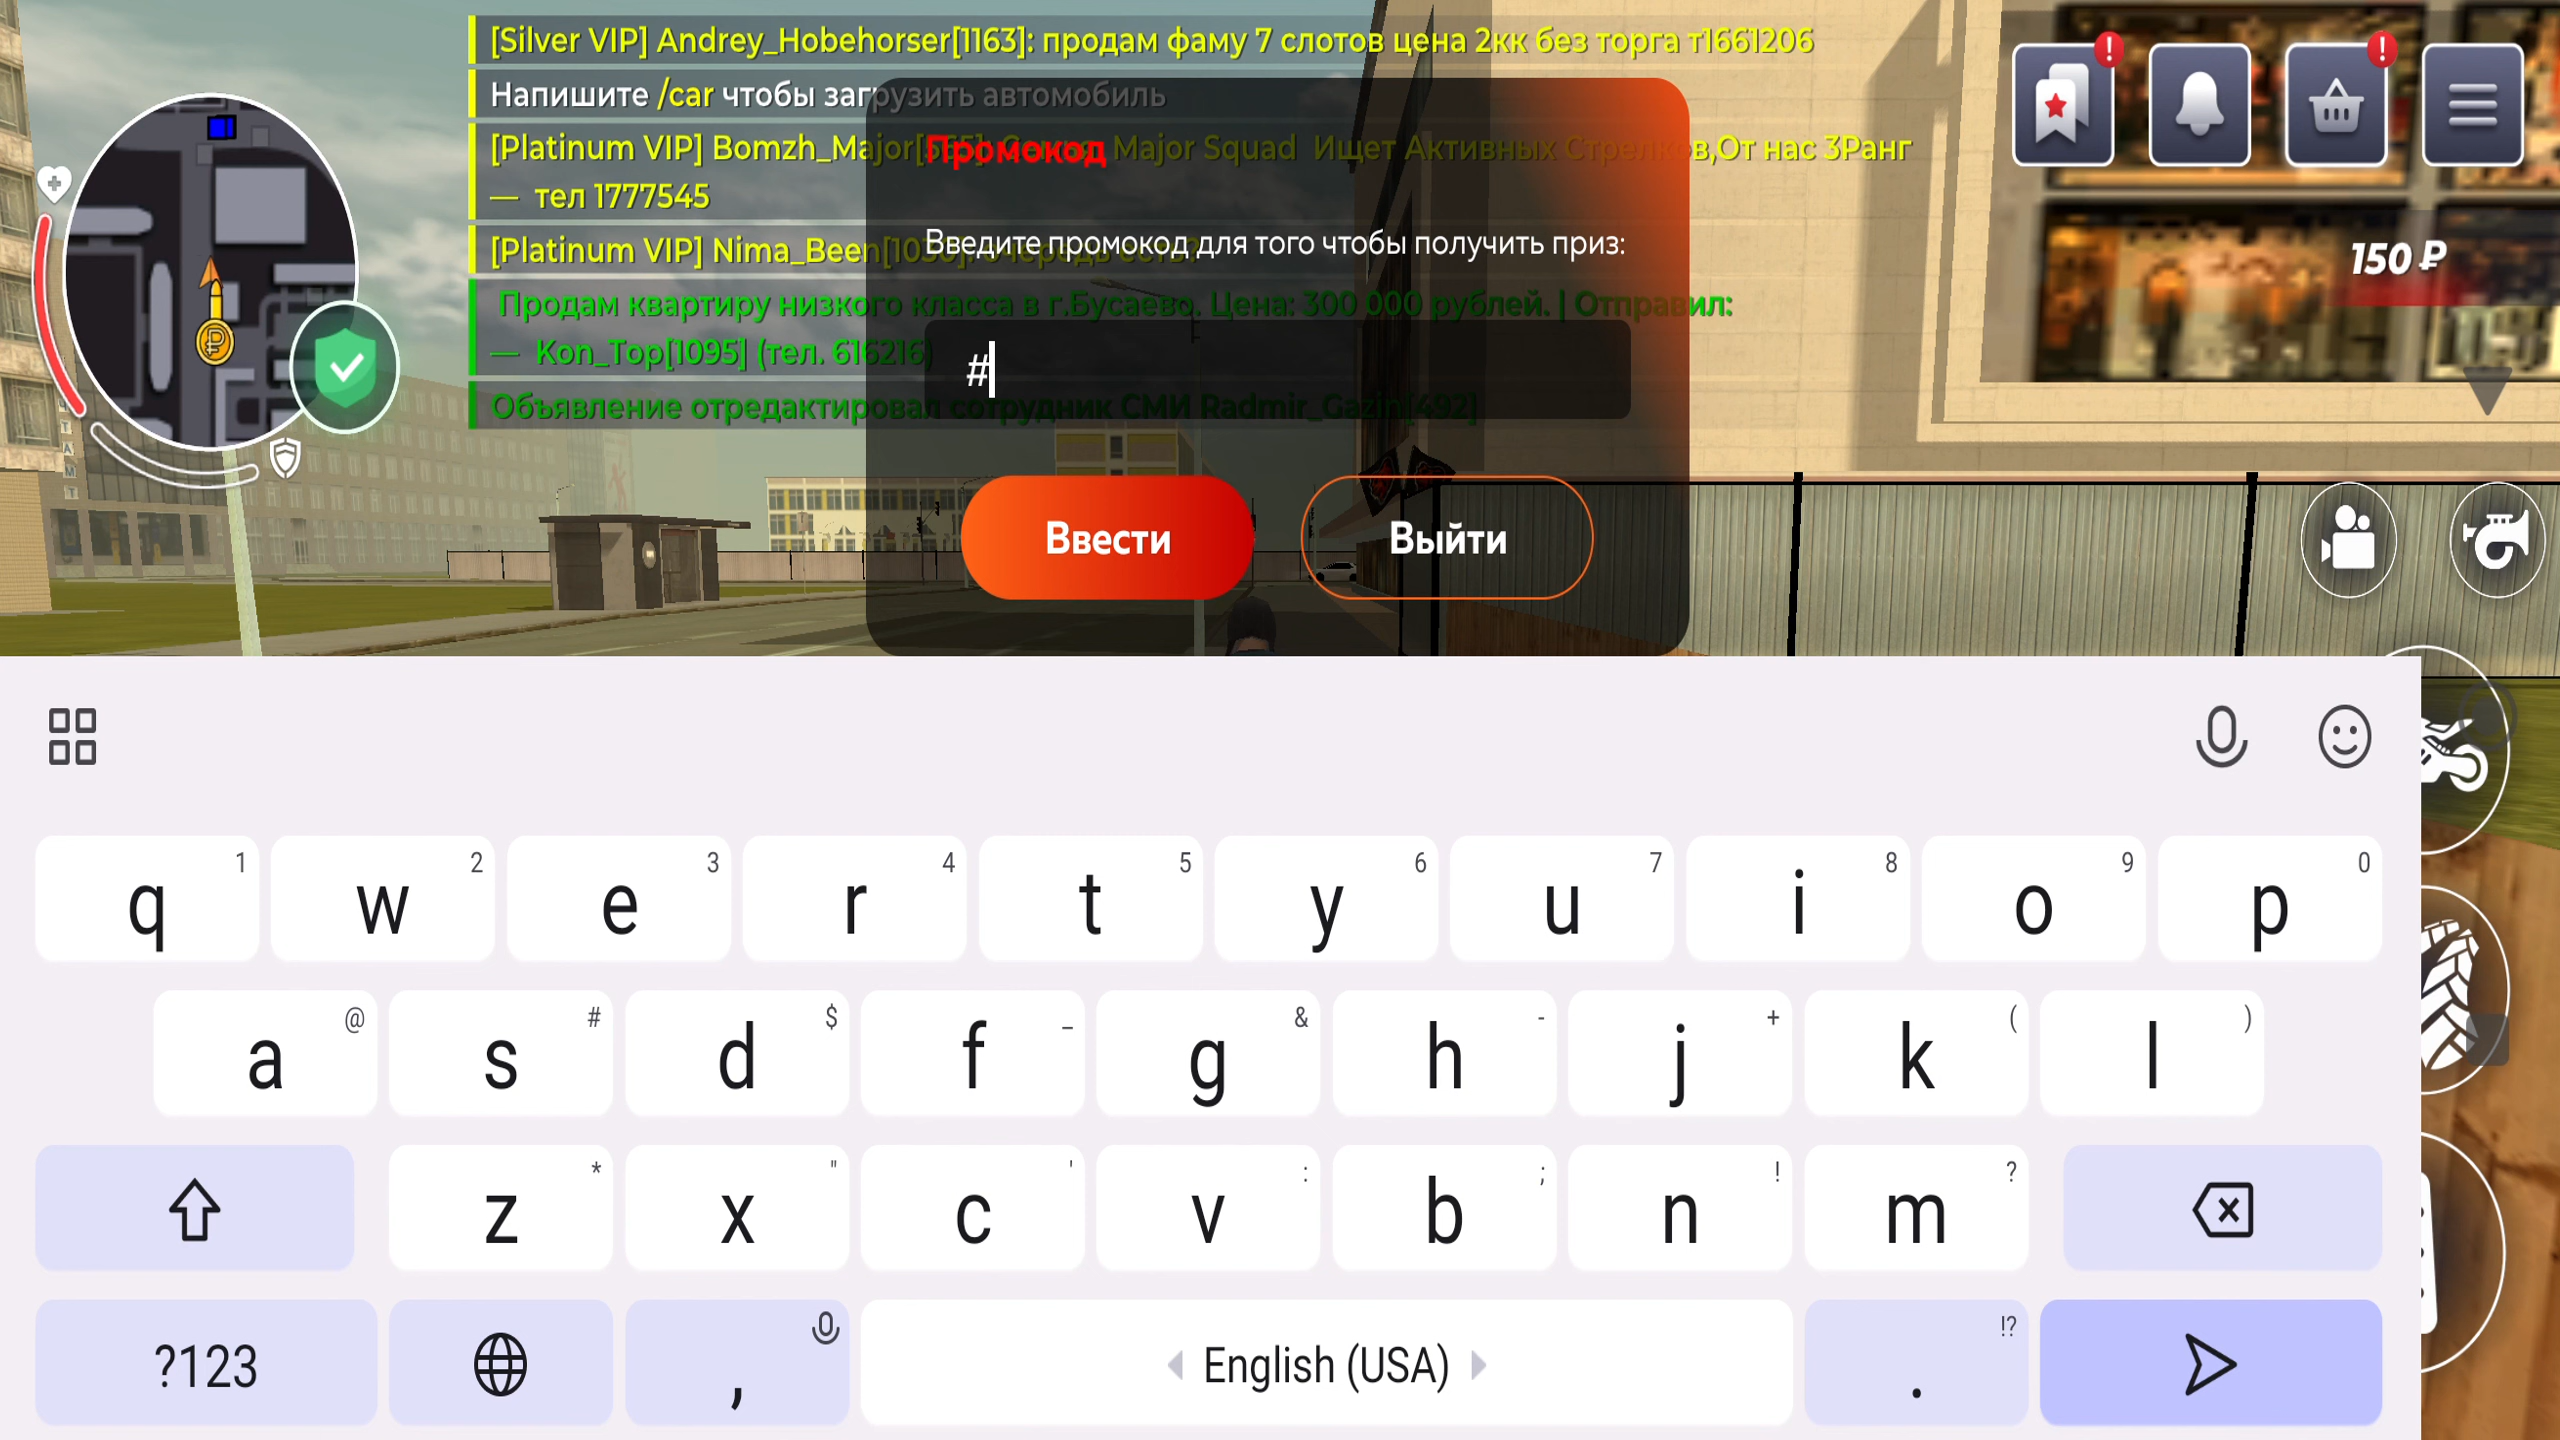 [Silver VIP] Andrey_Hobehorser[1163]: продам фаму 7 слотов цена 2кк без торга т1661206
Напишите /car чтобы загрузить автомобиль
[Platinum VIP] Bomzh_Major[565]: Major Squad Ищет Активных Стрелков,От нас 3Ранг
— тел 1777545
[Platinum VIP] Nima_Been
Продам квартиру низкого класса в г.Бусаево. Цена: 300 000 рублей. | Отправил:
— Kon_Top[1095] (тел. 616216)
Объявление отредактировал сотрудник СМИ Radmir_Gazin[492]
Промокод
Введите промокод для того чтобы получить приз:
#
Ввести Выйти
150 ₽
q 1 w 2 e 3 r 4 t 5 y 6 u 7 i 8 o 9 p 0
a @ s # d $ f _ g & h - j + k ( l )
z * x " c ' v : b ; n ! m ?
?123 , English (USA) . !?